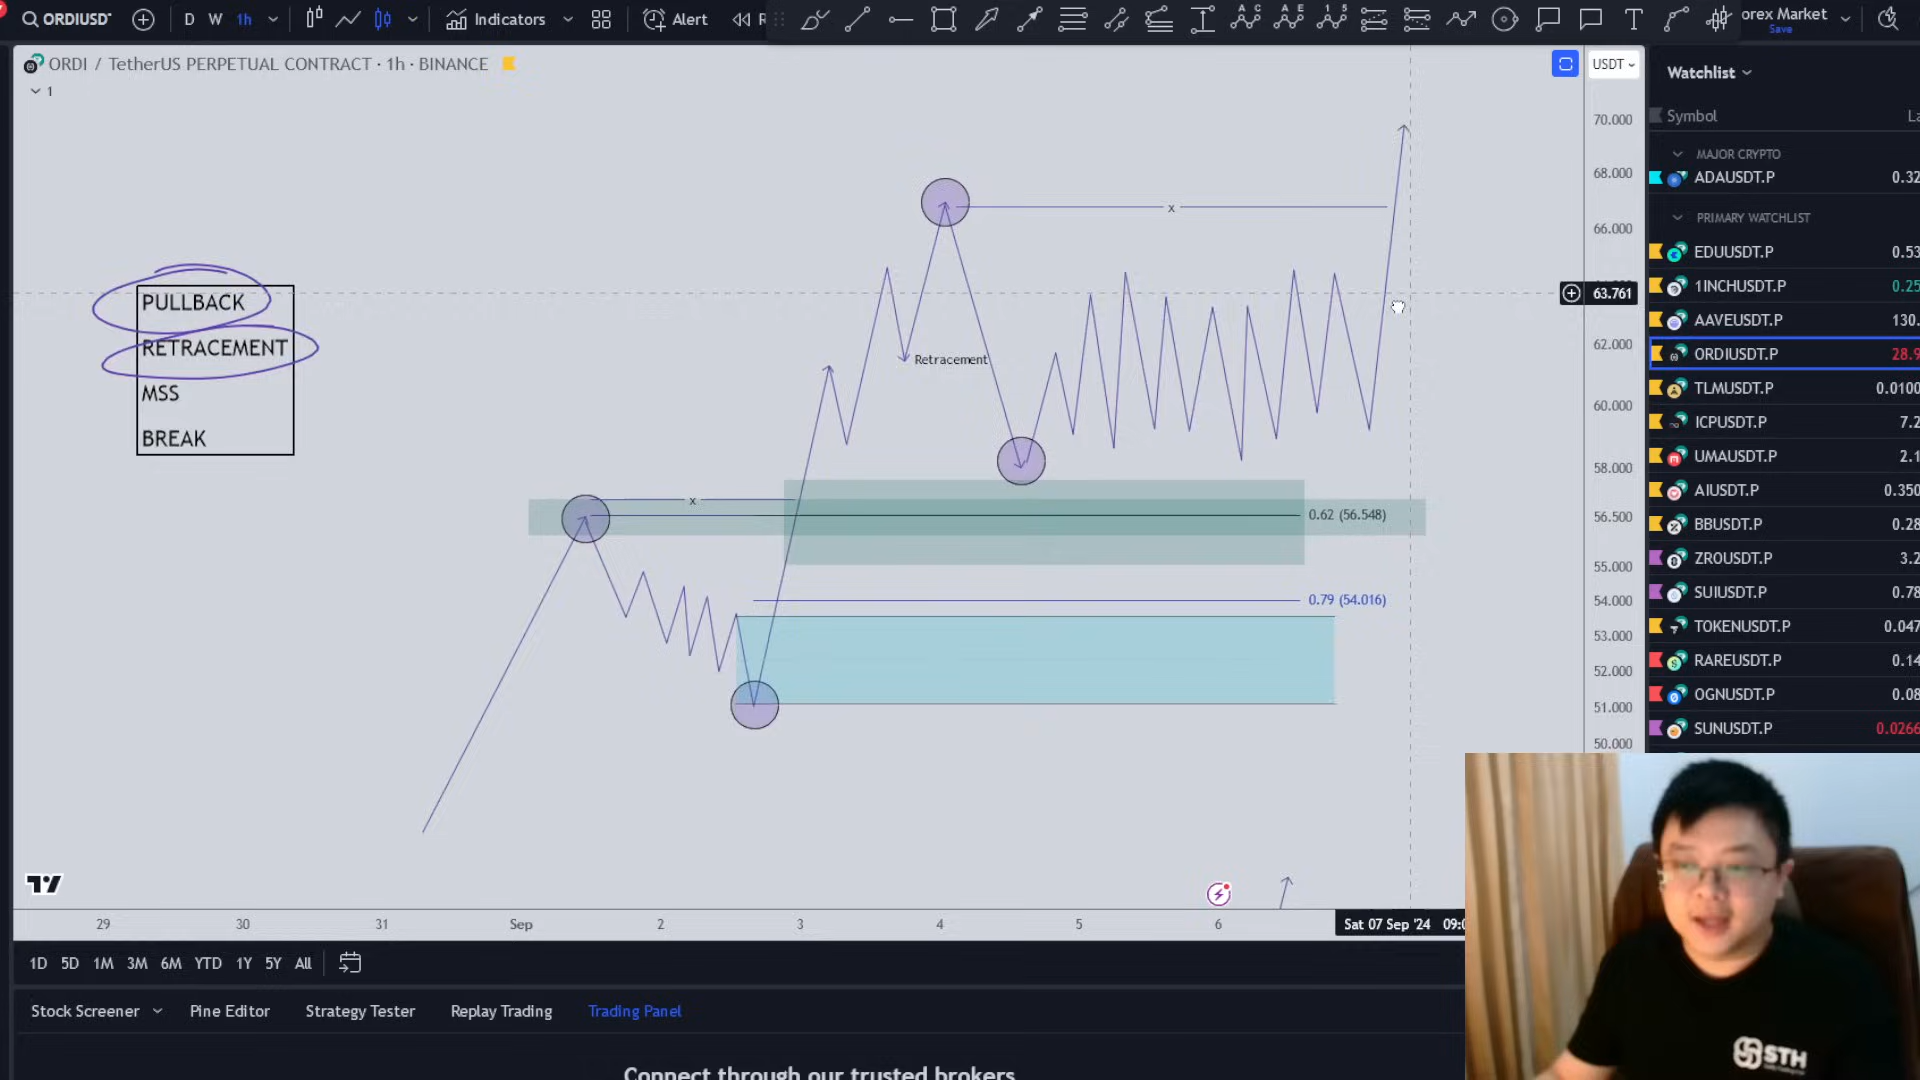 ORDIUSDT
D W 1h
Indicators
Alert
orex Market
Save
ORDI / TetherUS PERPETUAL CONTRACT · 1h · BINANCE
1
USDT
PULLBACK
RETRACEMENT
MSS
BREAK
x
Retracement
x
0.62 (56.548)
0.79 (54.016)
70.000
68.000
66.000
63.761
62.000
60.000
58.000
56.500
55.000
54.000
53.000
52.000
51.000
50.000
29 30 31 Sep 2 3 4 5 6
Sat 07 Sep '24 09:0
Watchlist
Symbol
La
MAJOR CRYPTO
ADAUSDT.P 0.32
PRIMARY WATCHLIST
EDUUSDT.P 0.53
1INCHUSDT.P 0.25
AAVEUSDT.P 130.
ORDIUSDT.P 28.9
TLMUSDT.P 0.0100
ICPUSDT.P 7.2
UMAUSDT.P 2.1
AIUSDT.P 0.350
BBUSDT.P 0.28
ZROUSDT.P 3.2
SUIUSDT.P 0.78
TOKENUSDT.P 0.047
RAREUSDT.P 0.14
OGNUSDT.P 0.08
SUNUSDT.P 0.0266
1D 5D 1M 3M 6M YTD 1Y 5Y All
Stock Screener Pine Editor Strategy Tester Replay Trading Trading Panel
Connect through our trusted brokers
STH